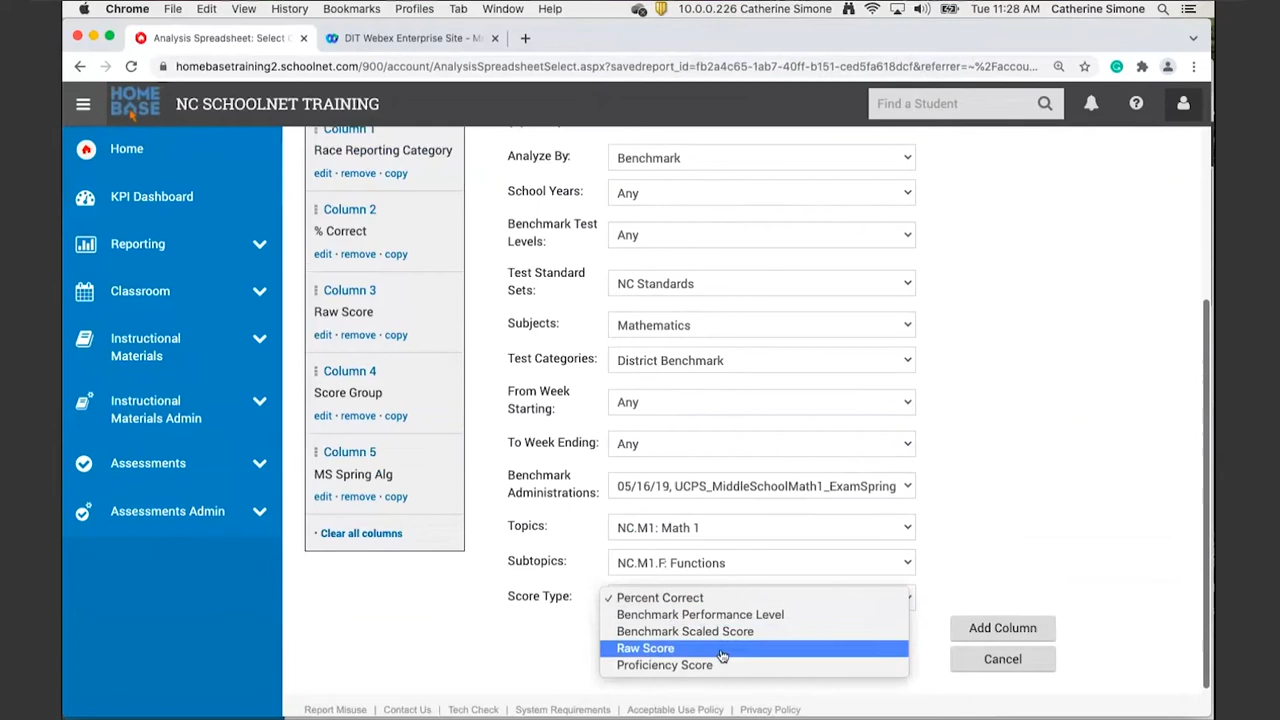 Chrome File Edit View History Bookmarks Profiles Tab Window Help 10.0.0.226 Catherine Simone Tue 11:28 AM Catherine Simone
Analysis Spreadsheet: Select C
DIT Webex Enterprise Site - M
homebasetraining2.schoolnet.com/900/account/AnalysisSpreadsheetSelect.aspx?savedreport_id=fb2a4c65-1ab7-40ff-b151-ced5fa618dcf&referrer=~%2Faccou...
HOME
BASE
NC SCHOOLNET TRAINING
Find a Student
Home
KPI Dashboard
Reporting
Classroom
Instructional
Materials
Instructional
Materials Admin
Assessments
Assessments Admin
Column 1
Race Reporting Category
edit · remove · copy
Column 2
% Correct
edit · remove · copy
Column 3
Raw Score
edit · remove · copy
Column 4
Score Group
edit · remove · copy
Column 5
MS Spring Alg
edit · remove · copy
· Clear all columns
Analyze By: Benchmark
School Years: Any
Benchmark Test
Levels: Any
Test Standard
Sets: NC Standards
Subjects: Mathematics
Test Categories: District Benchmark
From Week
Starting: Any
To Week Ending: Any
Benchmark
Administrations: 05/16/19, UCPS_MiddleSchoolMath1_ExamSpring
Topics: NC.M1: Math 1
Subtopics: NC.M1.F: Functions
Score Type:
✓ Percent Correct
Benchmark Performance Level
Benchmark Scaled Score
Raw Score
Proficiency Score
Add Column
Cancel
Report Misuse | Contact Us | Tech Check | System Requirements | Acceptable Use Policy | Privacy Policy